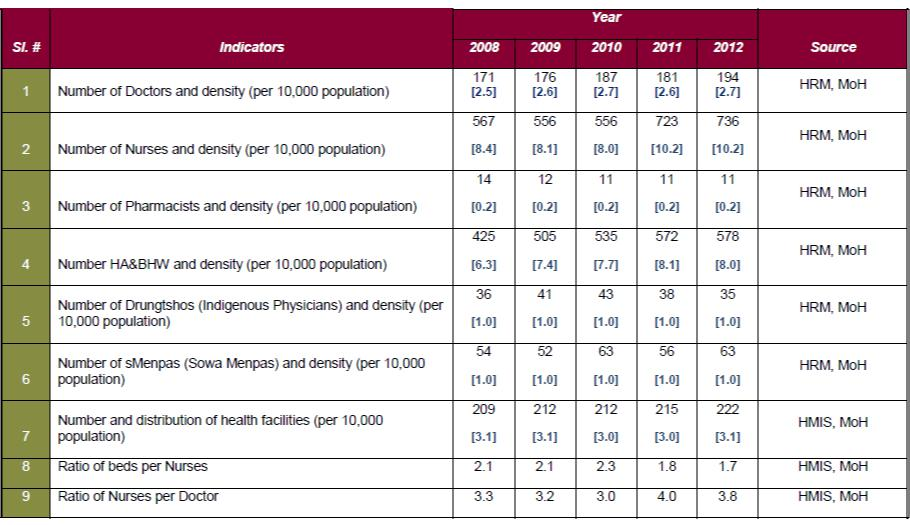 Year
Sl. # Indicators 2008 2009 2010 2011 2012 Source
1 Number of Doctors and density (per 10,000 population) 171 176 187 181 194 HRM, MoH
[2.5] [2.6] [2.7] [2.6] [2.7]
567 556 556 723 736 HRM, MoH
2 Number of Nurses and density (per 10,000 population) [8.4] [8.1] [8.0] [10.2] [10.2]
14 12 11 11 11 HRM, MoH
3 Number of Pharmacists and density (per 10,000 population) [0.2] [0.2] [0.2] [0.2] [0.2]
425 505 535 572 578 HRM, MoH
4 Number HA&BHW and density (per 10,000 population) [6.3] [7.4] [7.7] [8.1] [8.0]
36 41 43 38 35 HRM, MoH
Number of Drungtshos (Indigenous Physicians) and density (per
5 10,000 population) [1.0] [1.0] [1.0] [1.0] [1.0]
54 52 63 56 63 HRM, MoH
Number of sMenpas (Sowa Menpas) and density (per 10,000
6 population) [1.0] [1.0] [1.0] [1.0] [1.0]
209 212 212 215 222 HMIS, MoH
Number and distribution of health facilities (per 10,000
7 population) [3.1] [3.1] [3.0] [3.0] [3.1]
8 Ratio of beds per Nurses 2.1 2.1 2.3 1.8 1.7 HMIS, MoH
9 Ratio of Nurses per Doctor 3.3 3.2 3.0 4.0 3.8 HMIS, MoH